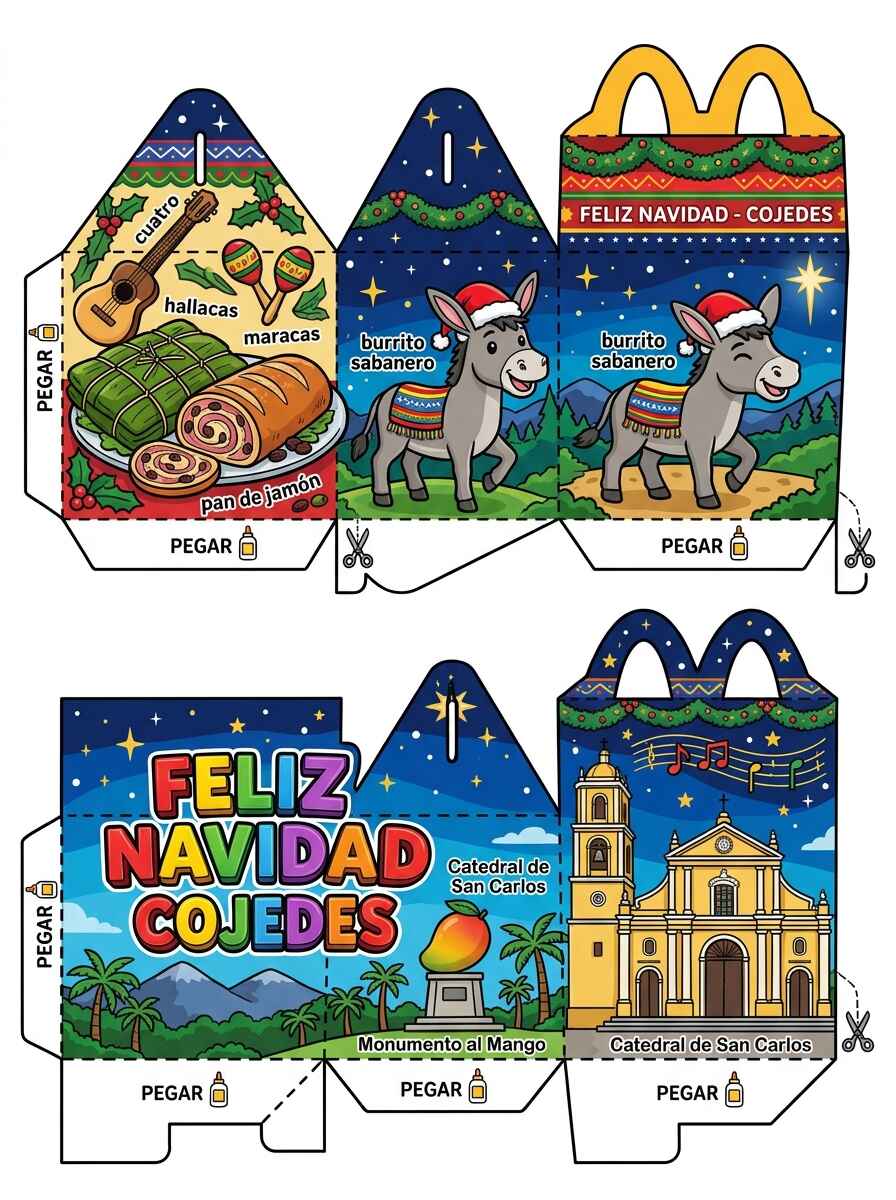 cuatro
hallacas
maracas
pan de jamón
PEGAR
PEGAR
burrito
sabanero
FELIZ NAVIDAD - COJEDES
burrito
sabanero
PEGAR
FELIZ
NAVIDAD
COJEDES
PEGAR
PEGAR
Catedral de
San Carlos
Monumento al Mango
PEGAR
Catedral de San Carlos
PEGAR